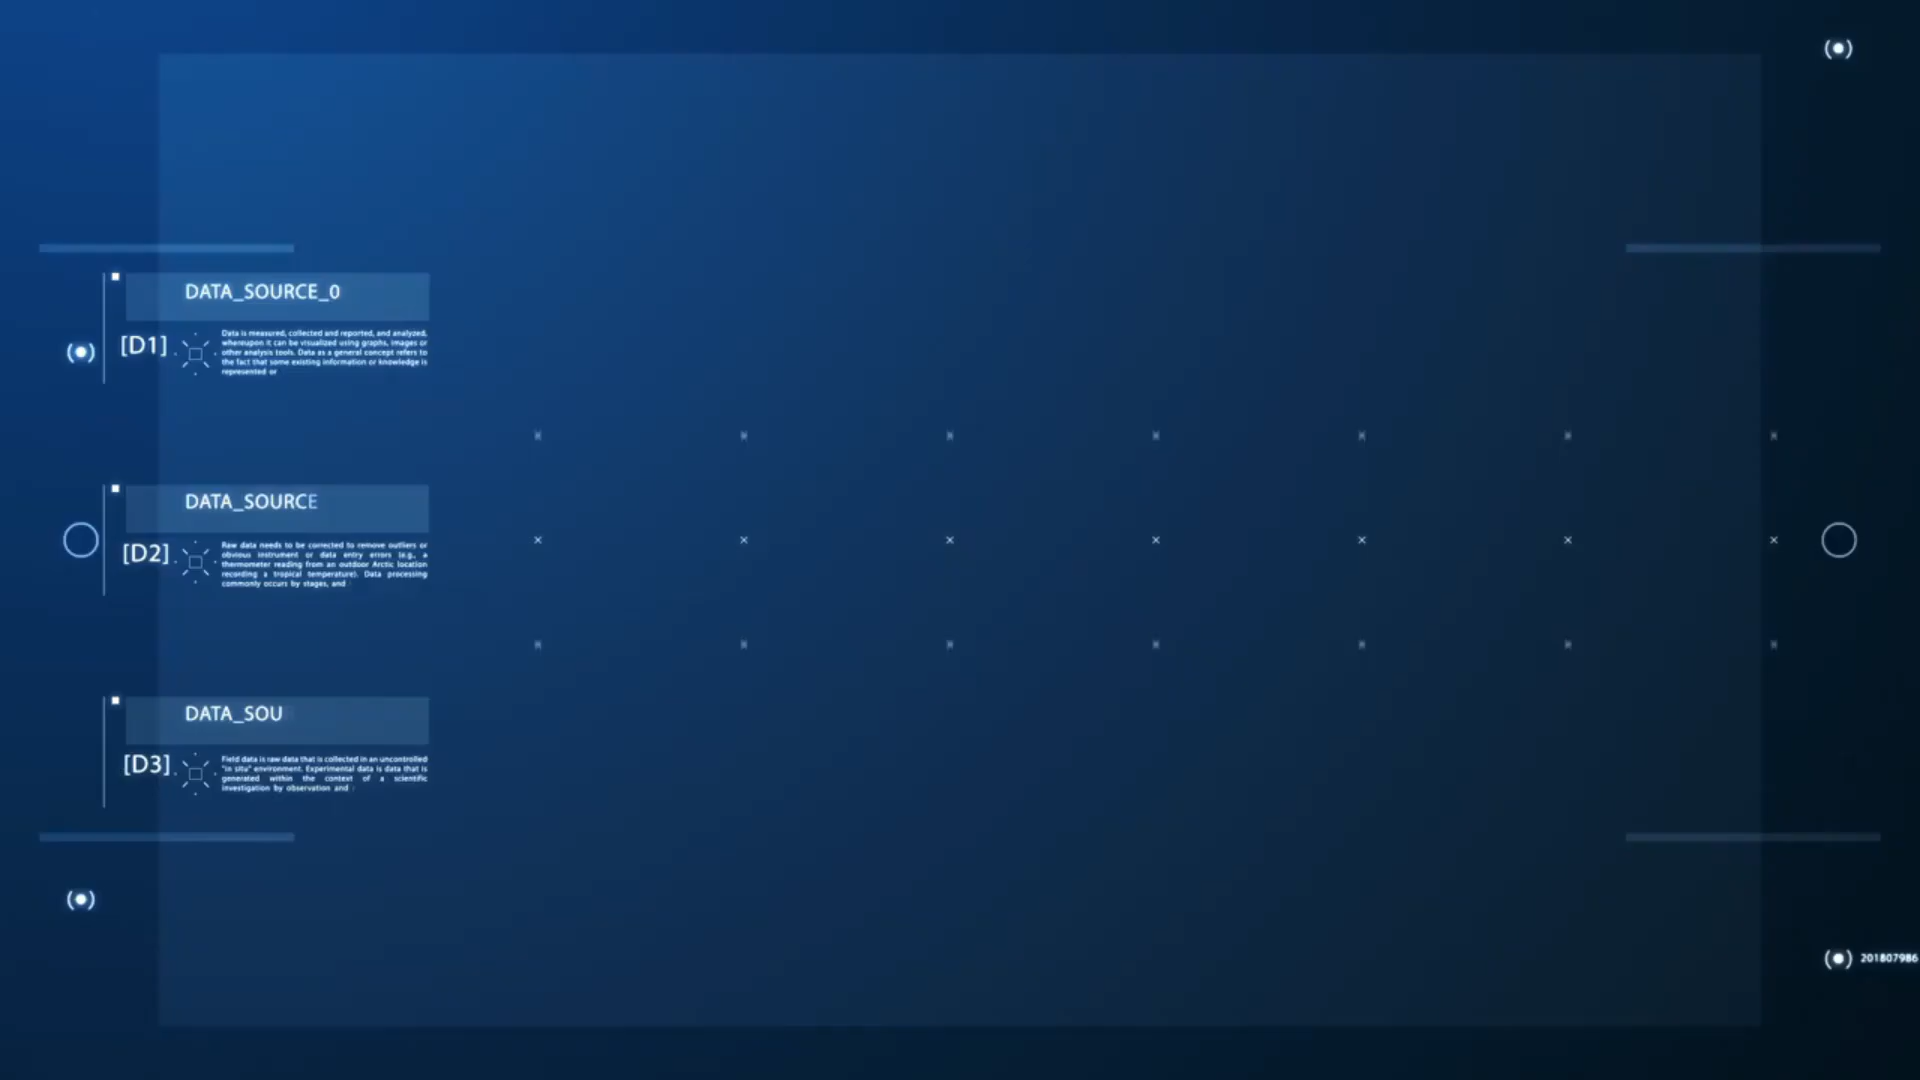 DATA_SOURCE_0
[D1]
Data is measured, collected and reported, and analyzed,
whereupon it can be visualized using graphs, images or
other analysis tools. Data as a general concept refers to
the fact that some existing information or knowledge is
represented or
DATA_SOURCE
[D2]
Raw data needs to be corrected to remove outliers or
obvious instrument or data entry errors (e.g., a
thermometer reading from an outdoor Arctic location
recording a tropical temperature). Data processing
commonly occurs by stages, and
DATA_SOU
[D3]
Field data is raw data that is collected in an uncontrolled
"in situ" environment. Experimental data is data that is
generated within the context of a scientific
investigation by observation and
201807986